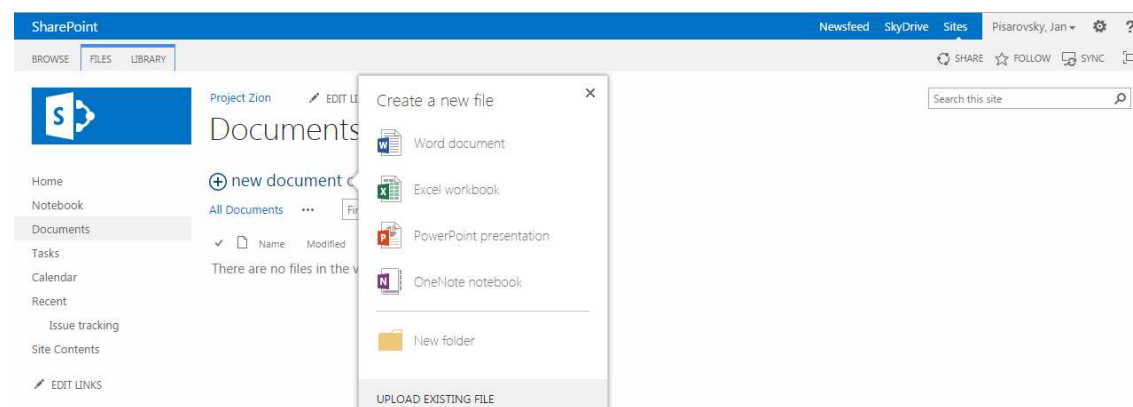 SharePoint
Newsfeed SkyDrive Sites Pisarovsky, Jan ?
BROWSE FILES LIBRARY
SHARE FOLLOW SYNC
S
Project Zion EDIT LI
Documents
Search this site
Create a new file
Word document
Excel workbook
PowerPoint presentation
OneNote notebook
New folder
UPLOAD EXISTING FILE
new document
All Documents ... Fi
Name Modified
There are no files in the v
Home
Notebook
Documents
Tasks
Calendar
Recent
Issue tracking
Site Contents
EDIT LINKS